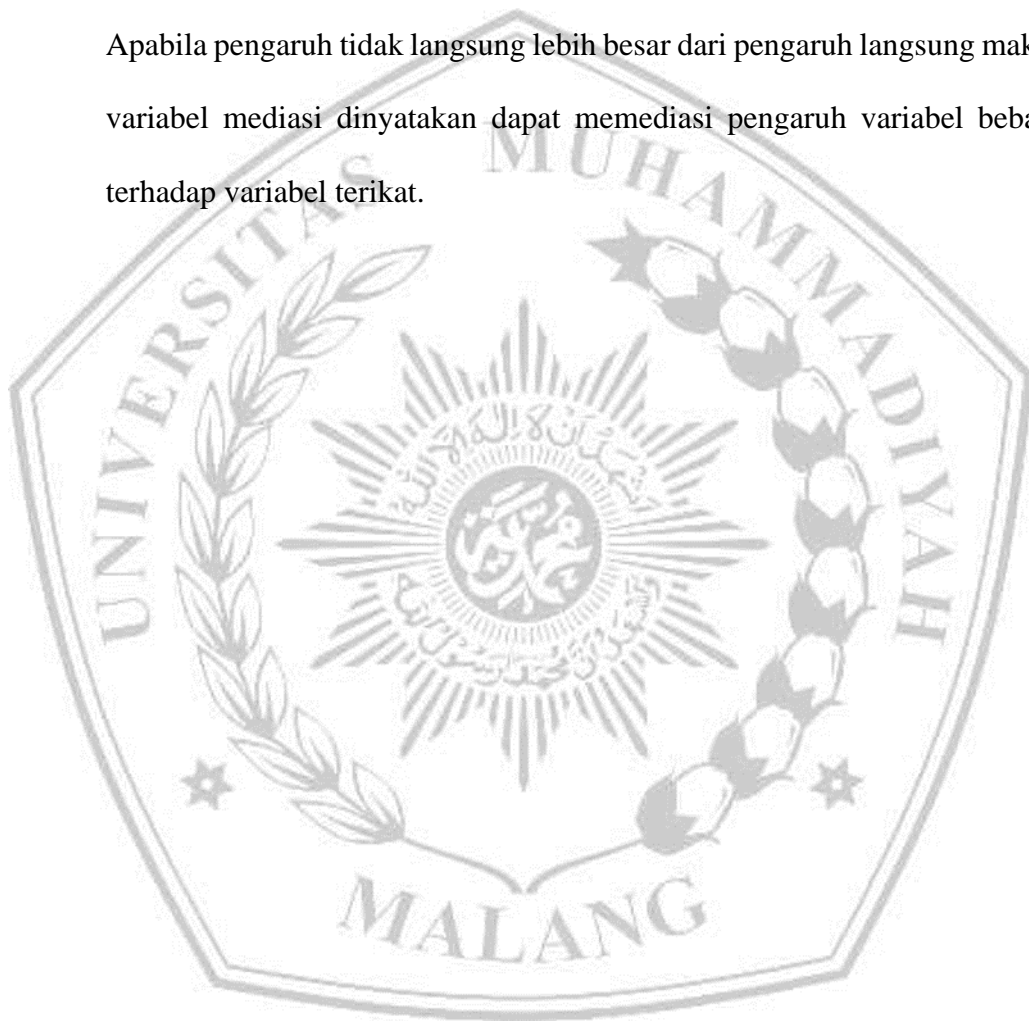 Apabila pengaruh tidak langsung lebih besar dari pengaruh langsung mak
variabel mediasi dinyatakan dapat memediasi pengaruh variabel beba
terhadap variabel terikat.
UNIVERSITAS MUHAMMADIYAH
MALANG